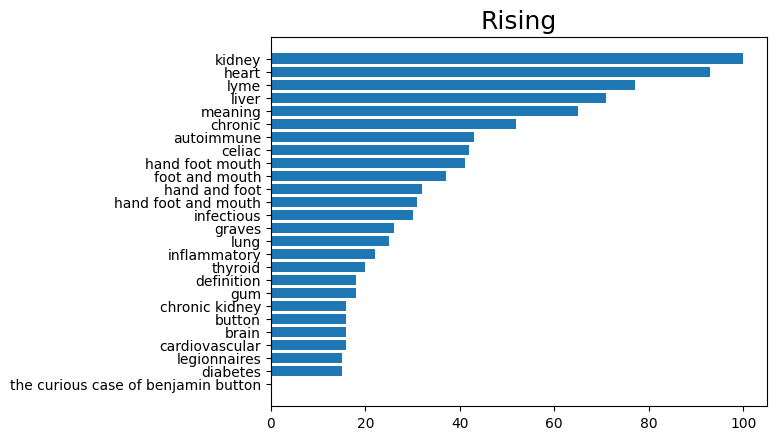 Rising
kidney
heart
lyme
liver
meaning
chronic
autoimmune
celiac
hand foot mouth
foot and mouth
hand and foot
hand foot and mouth
infectious
graves
lung
inflammatory
thyroid
definition
gum
chronic kidney
button
brain
cardiovascular
legionnaires
diabetes
the curious case of benjamin button
0 20 40 60 80 100